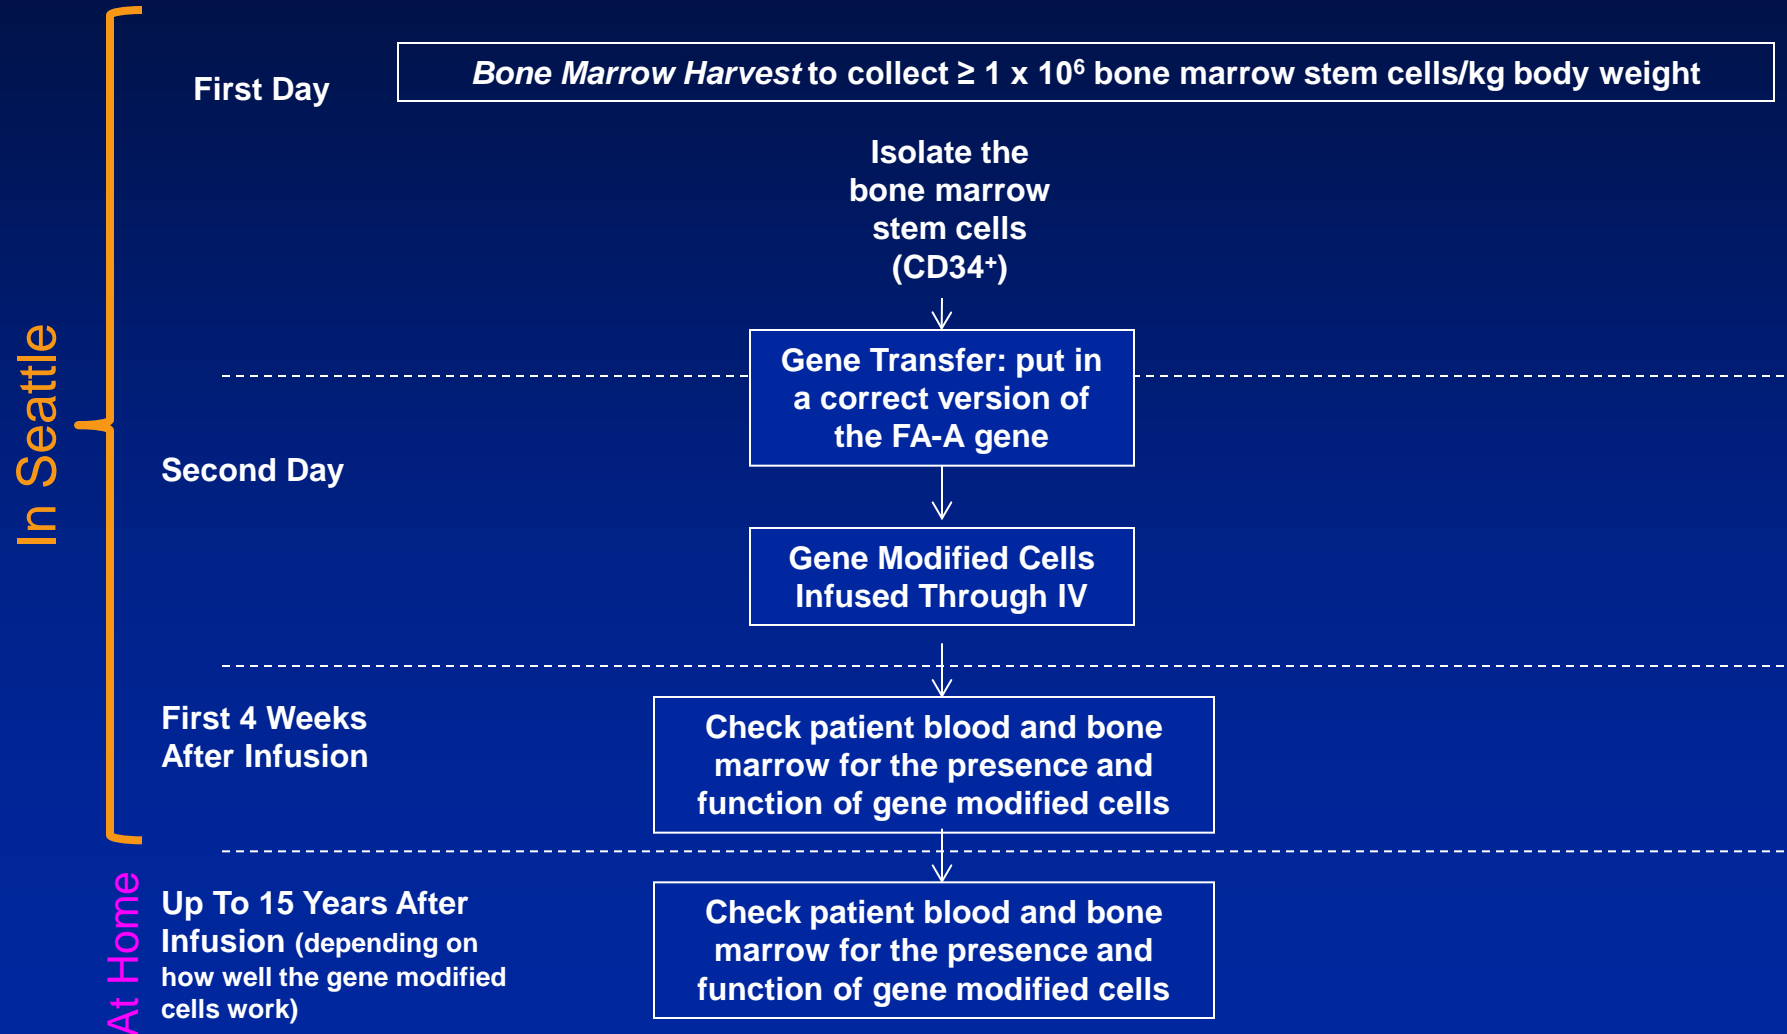 First Day
Bone Marrow Harvest to collect ≥ 1 x 10⁶ bone marrow stem cells/kg body weight
Isolate the
bone marrow
stem cells
(CD34⁺)
In Seattle
Gene Transfer: put in
a correct version of
the FA-A gene
Second Day
Gene Modified Cells
Infused Through IV
First 4 Weeks
After Infusion
Check patient blood and bone
marrow for the presence and
function of gene modified cells
At Home
Up To 15 Years After
Infusion (depending on
how well the gene modified
cells work)
Check patient blood and bone
marrow for the presence and
function of gene modified cells